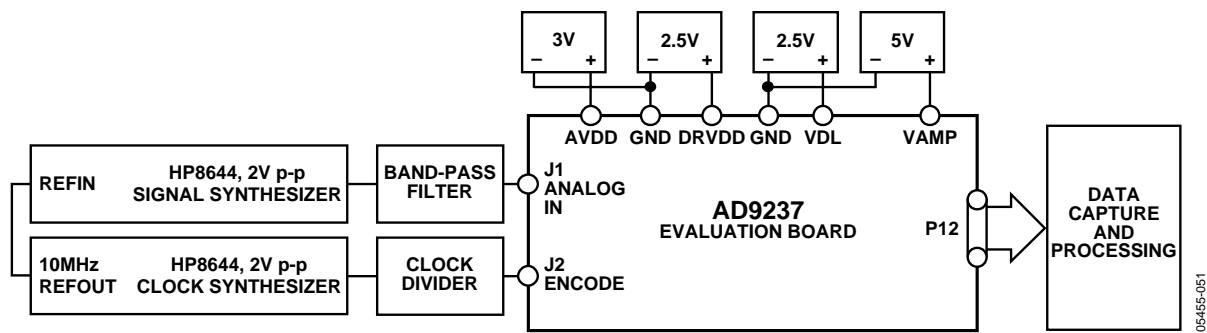 3V
– +
2.5V
– +
2.5V
– +
5V
– +
AVDD GND DRVDD GND VDL VAMP
REFIN
HP8644, 2V p-p
SIGNAL SYNTHESIZER
BAND-PASS
FILTER
J1
ANALOG
IN
10MHz
REFOUT
HP8644, 2V p-p
CLOCK SYNTHESIZER
CLOCK
DIVIDER
J2
ENCODE
AD9237
EVALUATION BOARD
P12
DATA
CAPTURE
AND
PROCESSING
05455-051